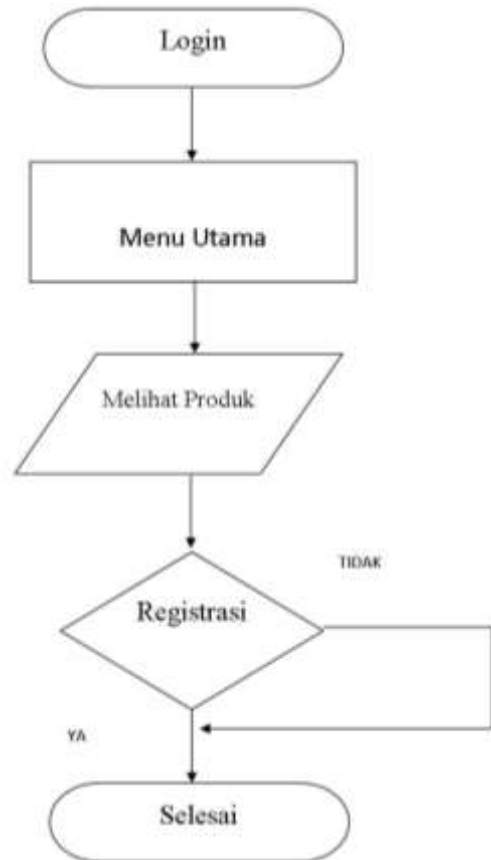 Login
Menu Utama
Melihat Produk
TIDAK
Registrasi
YA
Selesai